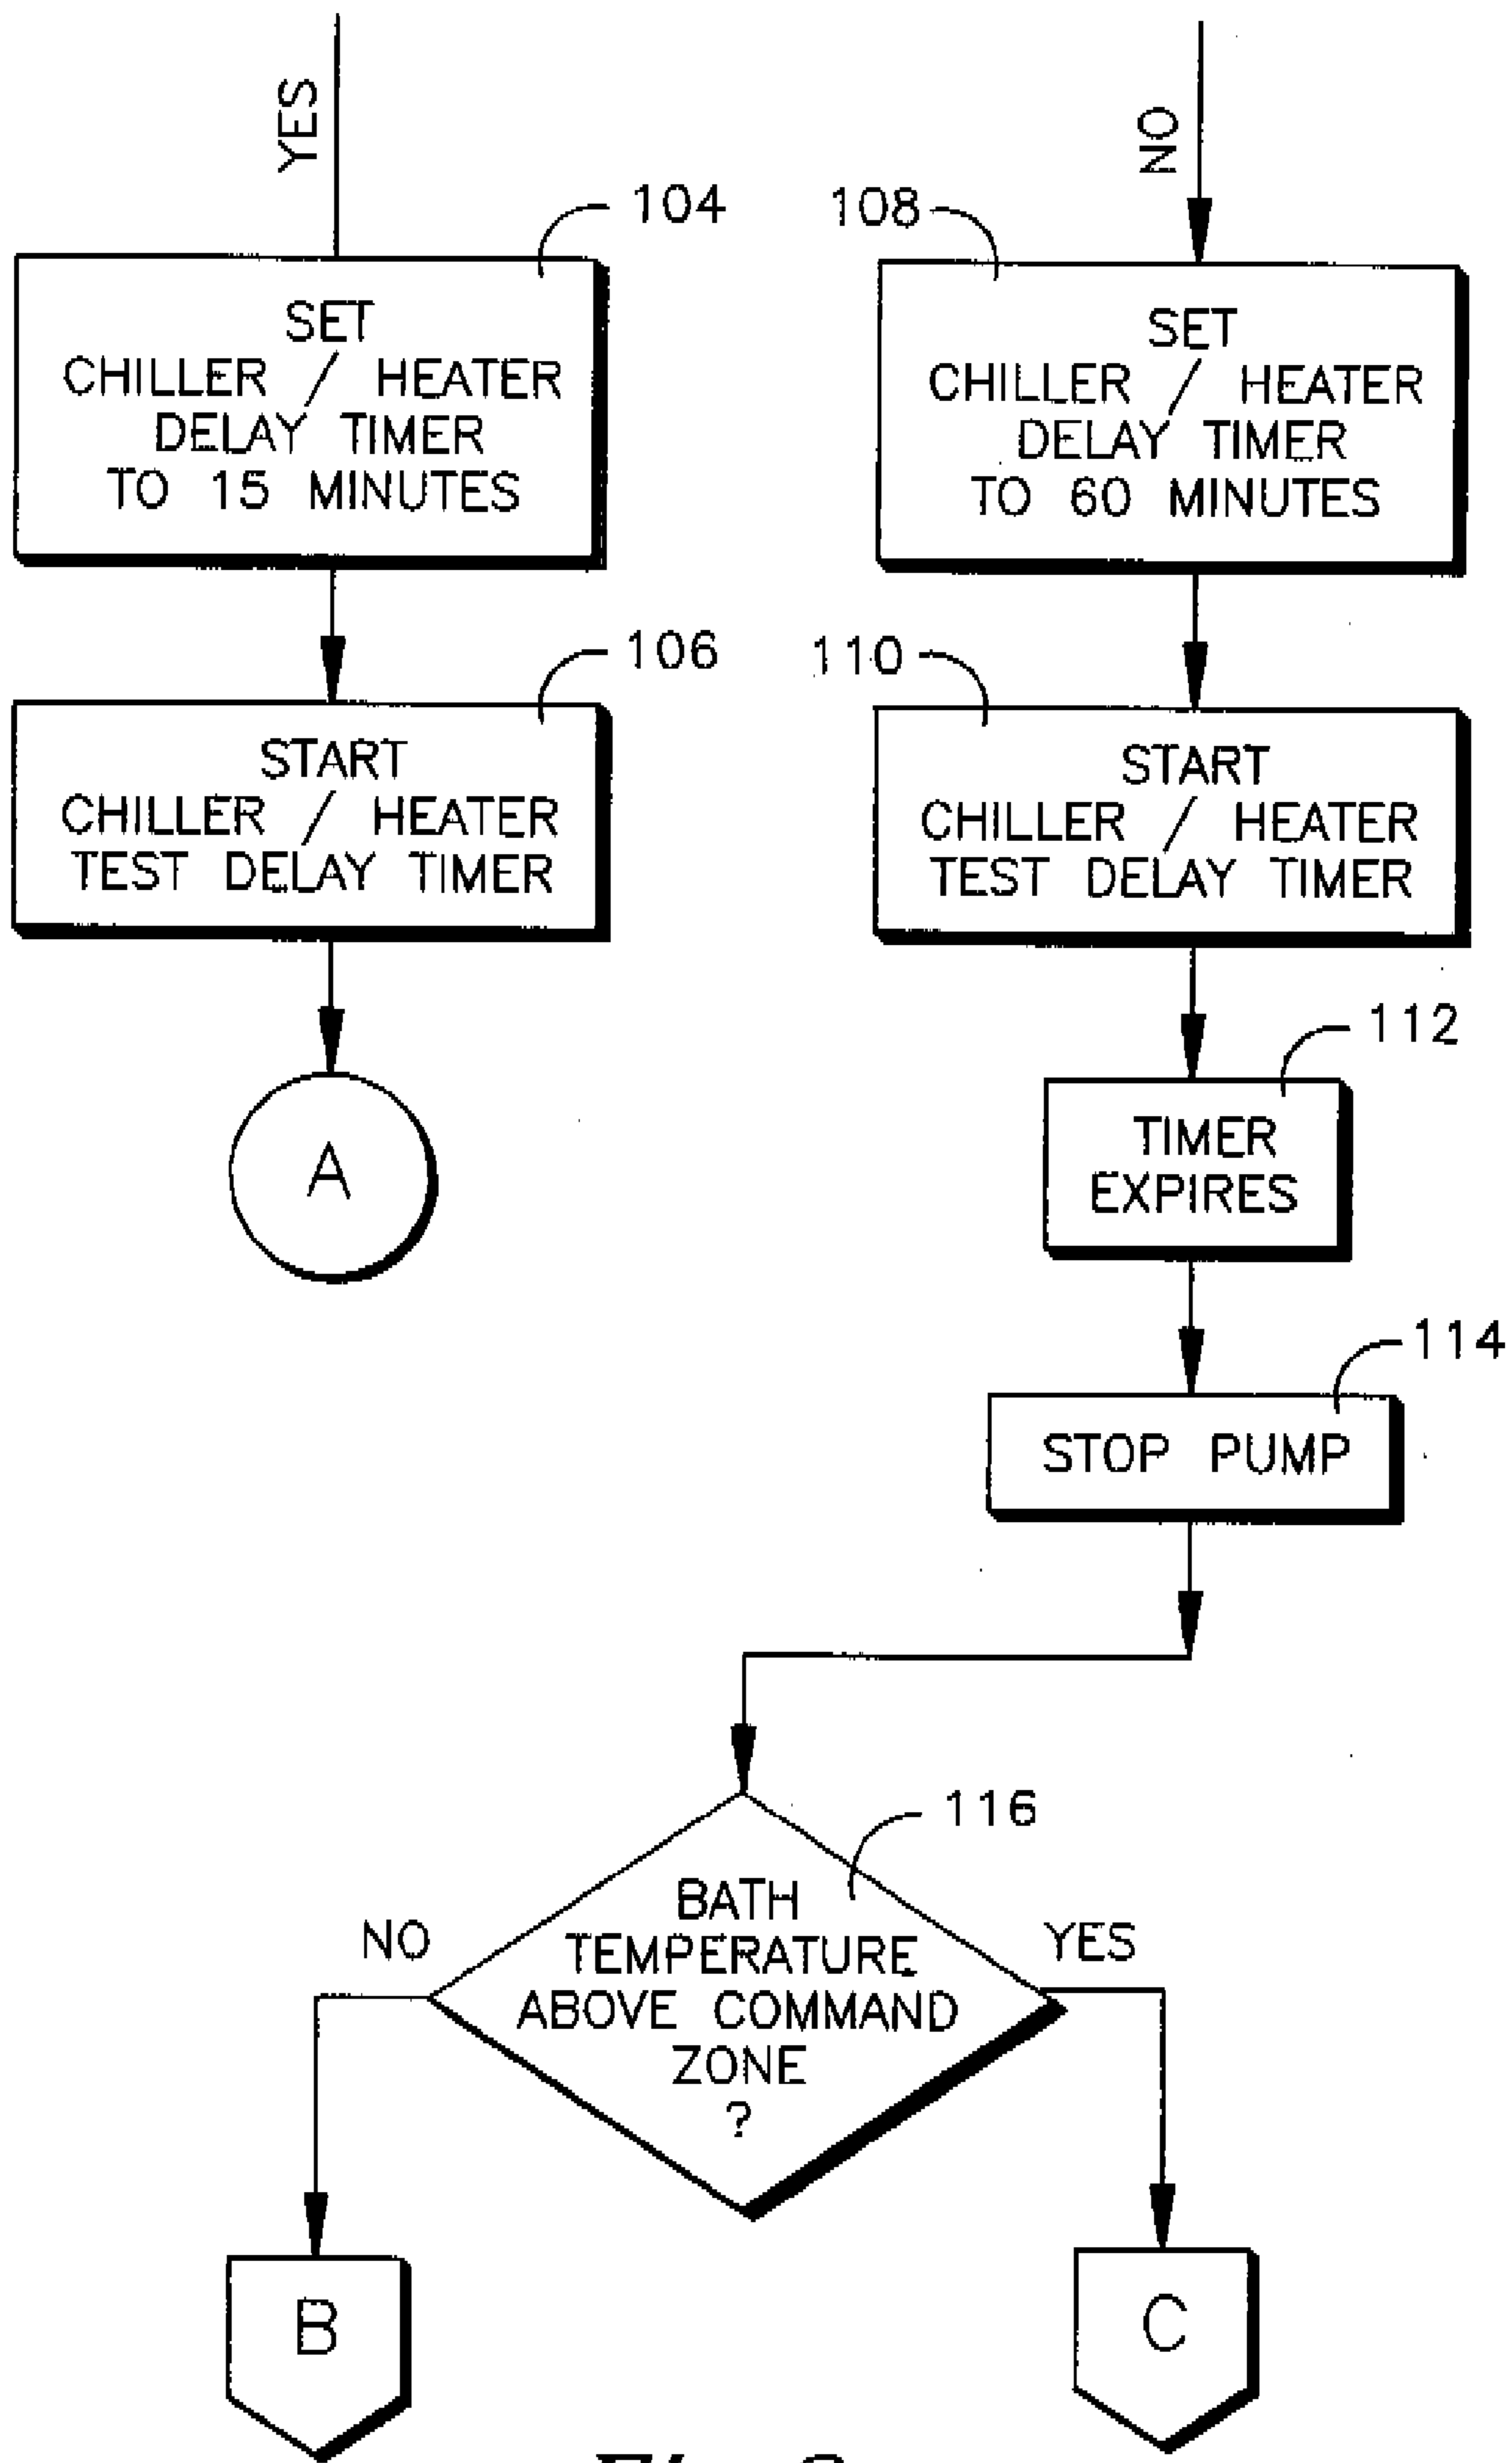 YES
NO
104
108
SET
CHILLER / HEATER
DELAY TIMER
TO 15 MINUTES
SET
CHILLER / HEATER
DELAY TIMER
TO 60 MINUTES
106
110
START
CHILLER / HEATER
TEST DELAY TIMER
START
CHILLER / HEATER
TEST DELAY TIMER
112
A
TIMER
EXPIRES
114
STOP PUMP
116
NO
BATH
TEMPERATURE
ABOVE COMMAND
ZONE
?
YES
B
C